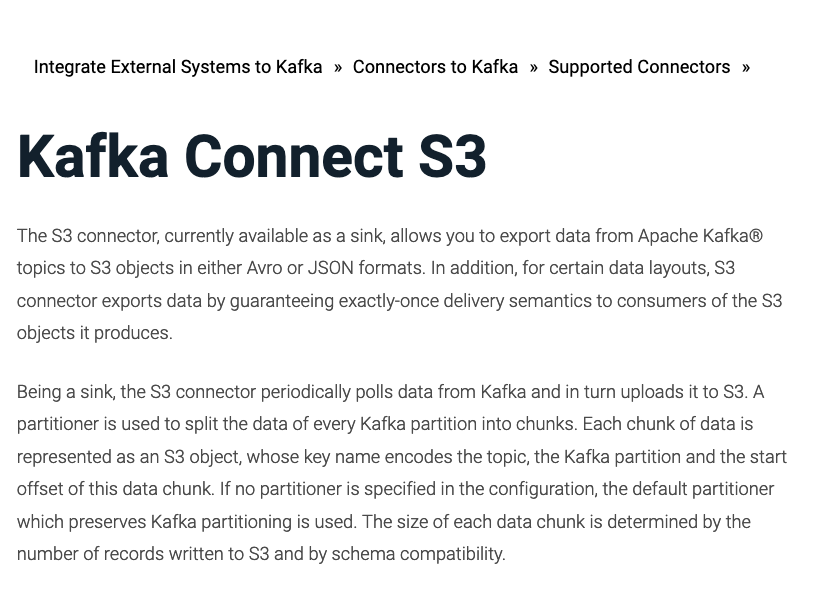 Integrate External Systems to Kafka » Connectors to Kafka » Supported Connectors »
Kafka Connect S3
The S3 connector, currently available as a sink, allows you to export data from Apache Kafka®
topics to S3 objects in either Avro or JSON formats. In addition, for certain data layouts, S3
connector exports data by guaranteeing exactly-once delivery semantics to consumers of the S3
objects it produces.
Being a sink, the S3 connector periodically polls data from Kafka and in turn uploads it to S3. A
partitioner is used to split the data of every Kafka partition into chunks. Each chunk of data is
represented as an S3 object, whose key name encodes the topic, the Kafka partition and the start
offset of this data chunk. If no partitioner is specified in the configuration, the default partitioner
which preserves Kafka partitioning is used. The size of each data chunk is determined by the
number of records written to S3 and by schema compatibility.